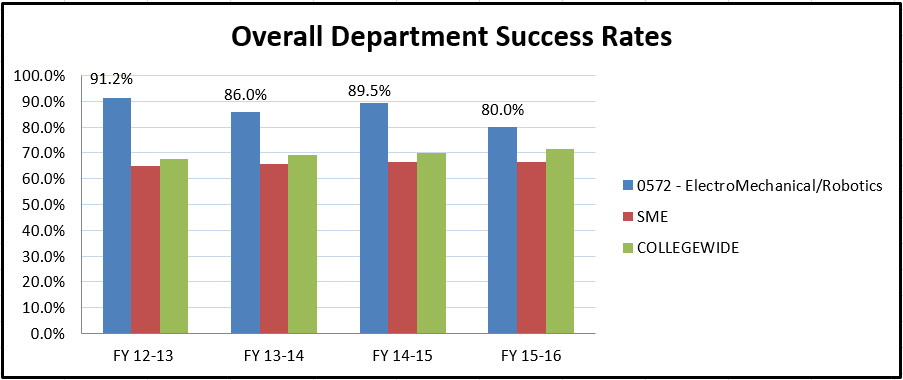 Overall Department Success Rates
100.0%
90.0%
80.0%
70.0%
60.0%
50.0%
40.0%
30.0%
20.0%
10.0%
0.0%
91.2%
86.0%
89.5%
80.0%
FY 12-13
FY 13-14
FY 14-15
FY 15-16
0572 - ElectroMechanical/Robotics
SME
COLLEGEWIDE